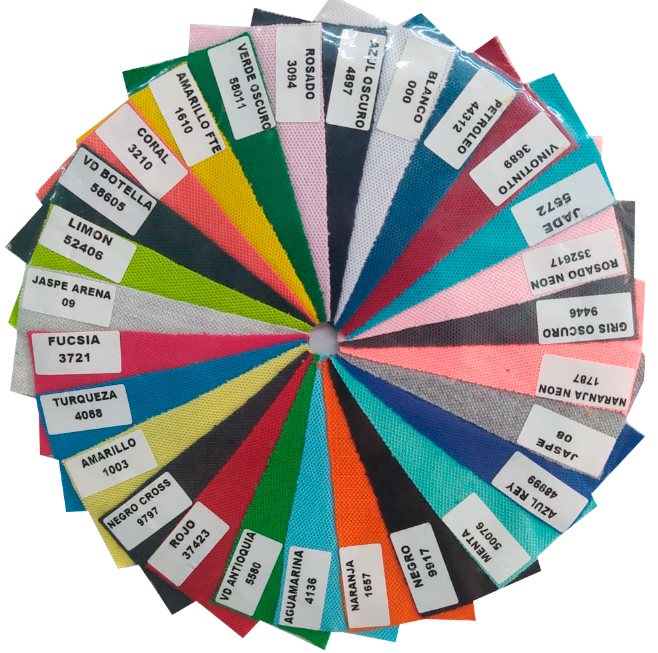 ROSADO
3094
AZUL OSCURO
4697
BLANCO
000
PETROLEO
44312
VINOTINTO
3689
JADE
5572
ROSADO NEON
352617
GRIS OSCURO
9446
NARANJA NEON
1787
JASPE
08
AZUL REY
48999
MENTA
50076
NEGRO
9917
NARANJA
1657
AGUAMARINA
4136
VD ANTIOQUIA
5580
ROJO
37423
NEGRO CROSS
9797
AMARILLO
1003
TURQUEZA
4088
FUCSIA
3721
JASPE ARENA
09
LIMON
52406
VD BOTELLA
58605
CORAL
3210
AMARILLO FTE
1610
VERDE OSCURO
58011